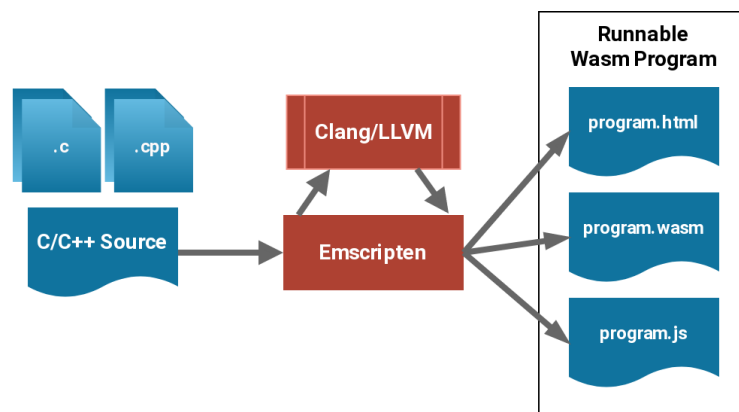 Runnable
Wasm Program
.c
.cpp
Clang/LLVM
program.html
C/C++ Source
Emscripten
program.wasm
program.js